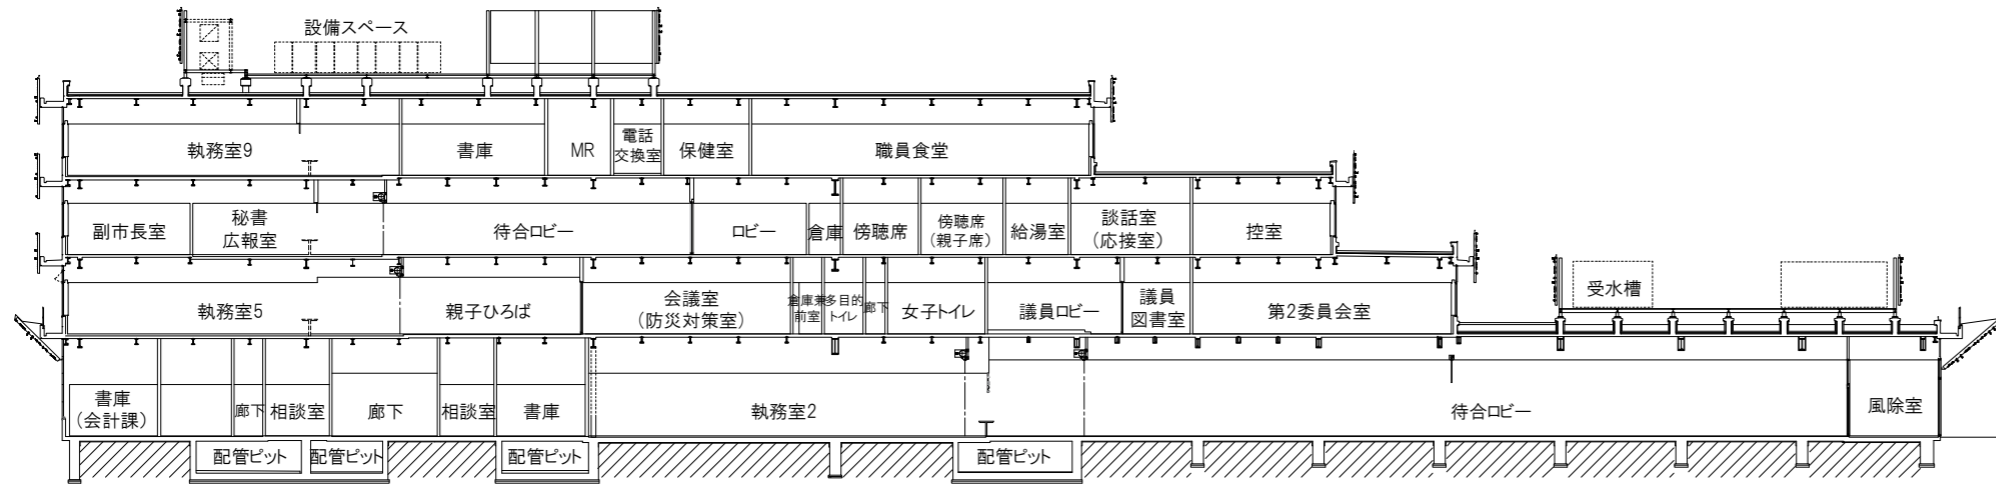 設備スペース
執務室9
書庫
MR
電話
交換室
保健室
職員食堂
副市長室
秘書
広報室
待合ロビー
ロビー
倉庫
傍聴席
傍聴席
(親子席)
給湯室
談話室
(応接室)
控室
執務室5
親子ひろば
会議室
(防災対策室)
倉庫兼
前室
多目的
トイレ
廊下
女子トイレ
議員ロビー
議員
図書室
第2委員会室
受水槽
書庫
(会計課)
廊下
相談室
廊下
相談室
書庫
執務室2
待合ロビー
風除室
配管ピット
配管ピット
配管ピット
配管ピット